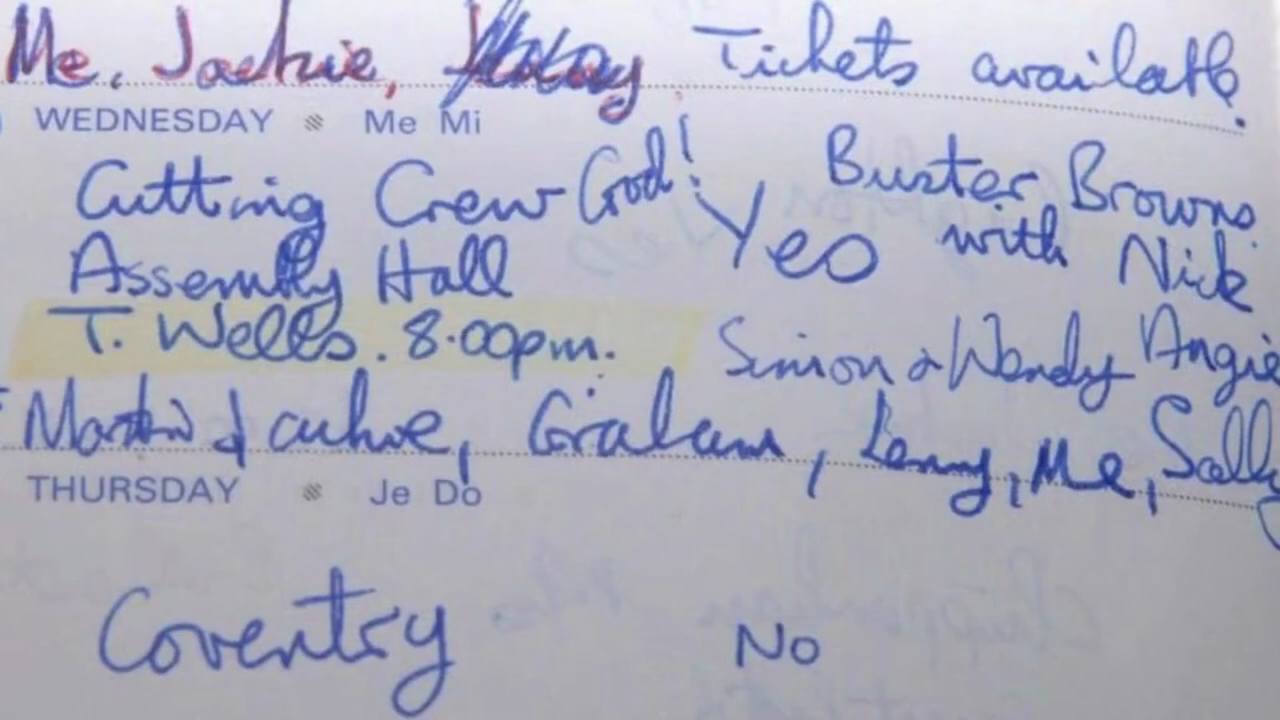 Me. Jackie, Tickets available.
WEDNESDAY Me Mi
Cutting Crew God! Yes Buster Browns
Assembly Hall with Nick
T. Wells. 8.00pm. Simon & Wendy Angie
Martin Jackie, Graham, Lenny, Me, Sally
THURSDAY Je Do
Coventry No